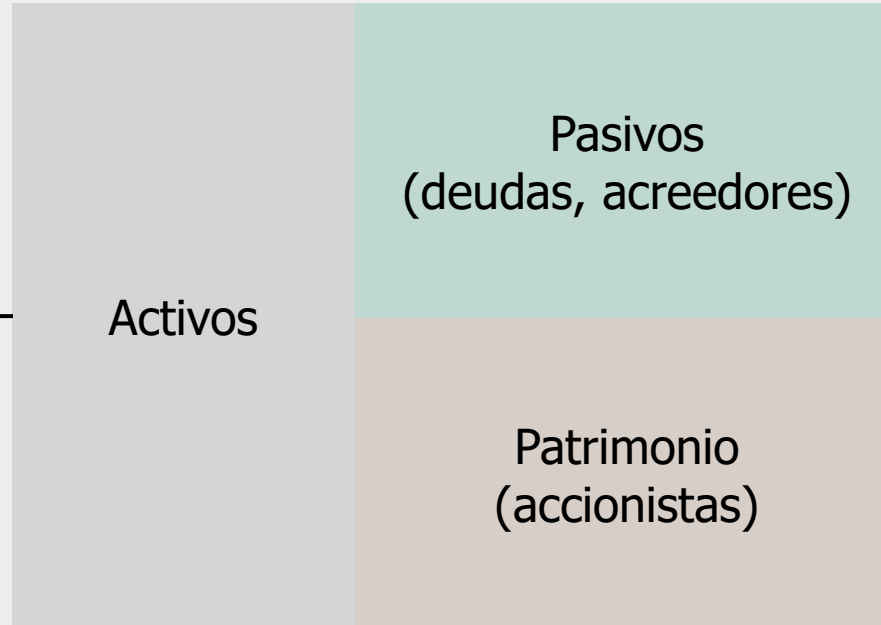 Activos
Pasivos
(deudas, acreedores)
Patrimonio
(accionistas)